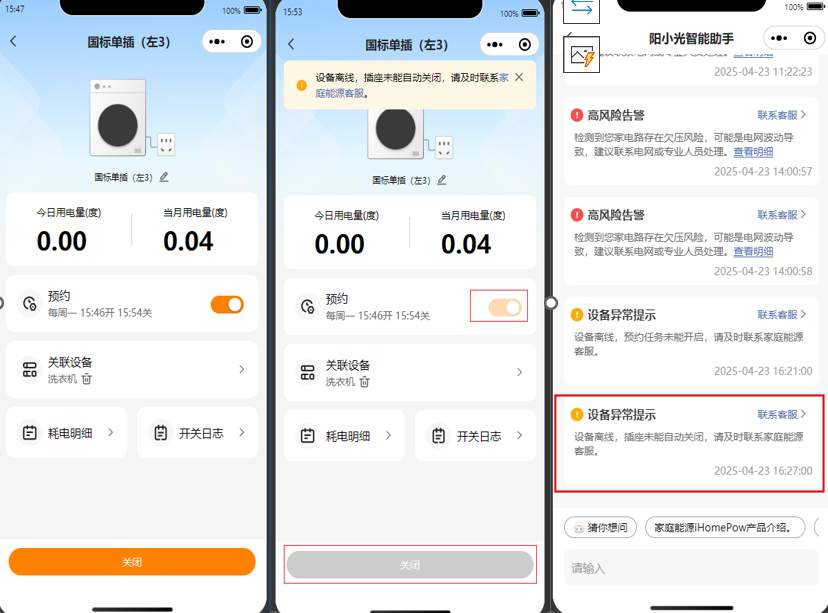 15:47
100%
国标单插（左3）
国标单插（左3）
今日用电量(度)
当月用电量(度)
0.00
0.04
预约
每周一 15:46开 15:54关
关联设备
洗衣机
耗电明细
开关日志
关闭
15:53
100%
国标单插（左3）
设备离线，插座未能自动关闭，请及时联系家
庭能源客服。
国标单插（左3）
今日用电量(度)
当月用电量(度)
0.00
0.04
预约
每周一 15:46开 15:54关
关联设备
洗衣机
耗电明细
开关日志
关闭
100%
阳小光智能助手
2025-04-23 11:22:23
高风险告警
联系客服
检测到您家电路存在欠压风险，可能是电网波动导
致，建议联系电网或专业人员处理。查看明细
2025-04-23 14:00:57
高风险告警
联系客服
检测到您家电路存在欠压风险，可能是电网波动导
致，建议联系电网或专业人员处理。查看明细
2025-04-23 14:00:58
设备异常提示
联系客服
设备离线，预约任务未能开启，请及时联系家庭能源
客服。
2025-04-23 16:21:00
设备异常提示
联系客服
设备离线，插座未能自动关闭，请及时联系家庭能源
客服。
2025-04-23 16:27:00
猜你想问
家庭能源iHomePow产品介绍。
请输入